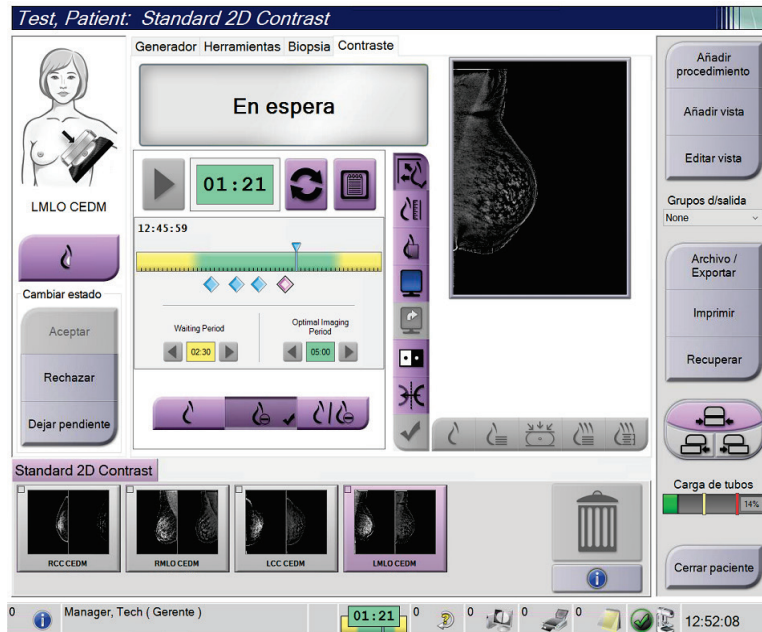 Test, Patient: Standard 2D Contrast
Generador Herramientas Biopsia Contraste
En espera
01:21
12:45:59
Waiting Period
Optimal Imaging
Period
02:30
05:00
LMLO CEDM
Cambiar estado
Aceptar
Rechazar
Dejar pendiente
Añadir
procedimiento
Añadir vista
Editar vista
Grupos d/salida
None
Archivo /
Exportar
Imprimir
Recuperar
Carga de tubos
14%
Cerrar paciente
Standard 2D Contrast
RCC CEDM
RMLO CEDM
LCC CEDM
LMLO CEDM
0 Manager, Tech ( Gerente ) 01:21 0 0 0 0 12:52:08